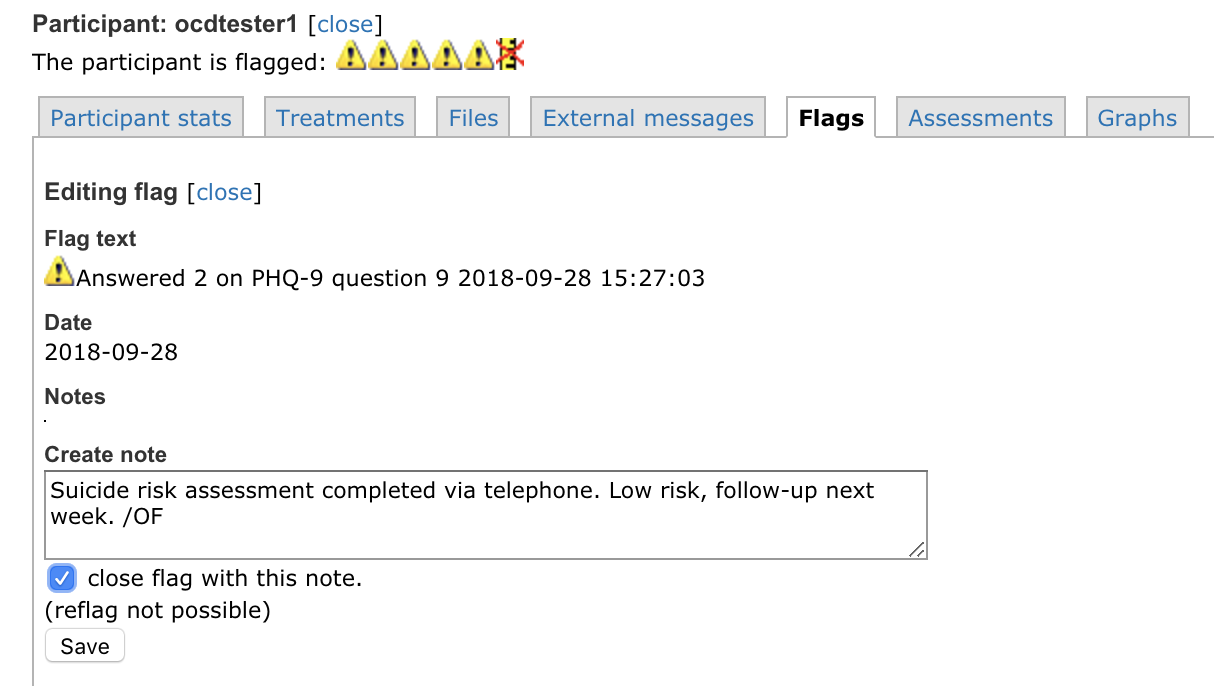 Participant: ocdtester1 [close]
The participant is flagged:
Participant stats
Treatments
Files
External messages
Flags
Assessments
Graphs
Editing flag [close]
Flag text
Answered 2 on PHQ-9 question 9 2018-09-28 15:27:03
Date
2018-09-28
Notes
.
Create note
Suicide risk assessment completed via telephone. Low risk, follow-up next
week. /OF
close flag with this note.
(reflag not possible)
Save